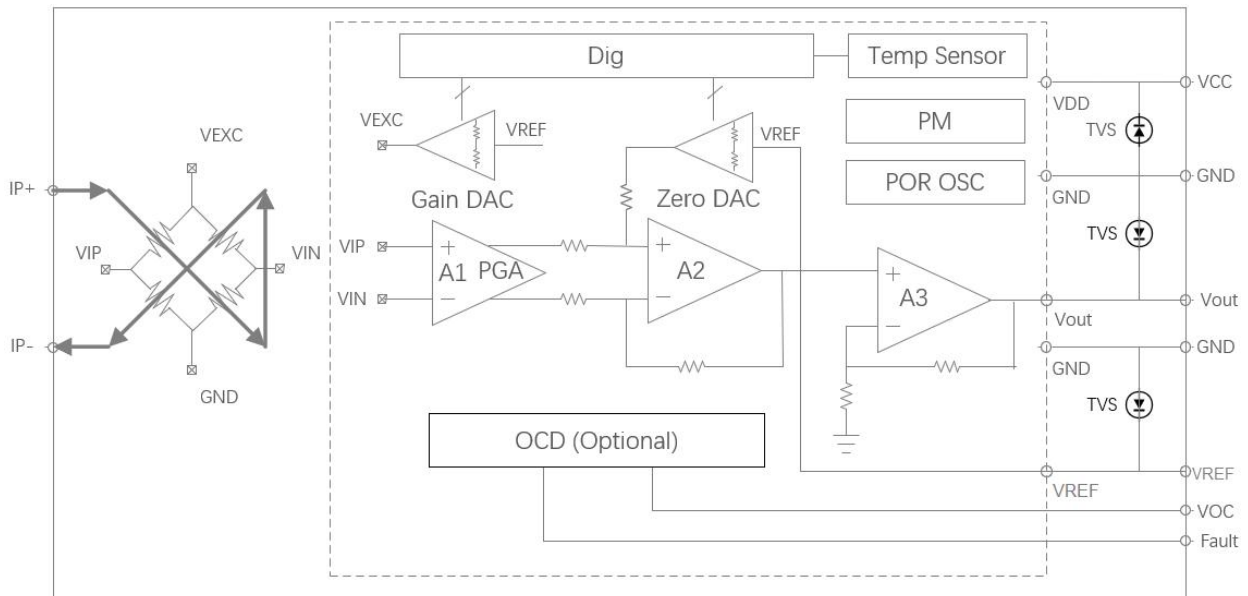 Dig
Temp Sensor
VCC
VDD
VEXC
VREF
VREF
PM
TVS
VEXC
IP+
POR OSC
GND
Gain DAC
Zero DAC
GND
VIP
VIN
VIP
+
A1
PGA
+
A2
TVS
+
VIN
−
−
A3
Vout
Vout
−
IP-
GND
GND
GND
TVS
OCD (Optional)
VREF
VREF
VOC
Fault